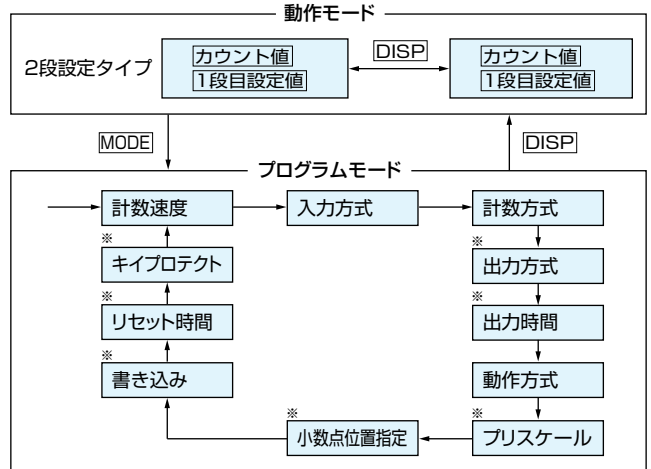 動作モード
2段設定タイプ
カウント値
1段目設定値
DISP
カウント値
1段目設定値
MODE
DISP
プログラムモード
計数速度
入力方式
計数方式
※
キイプロテクト
※
出力方式
※
リセット時間
※
出力時間
※
書き込み
動作方式
※
小数点位置指定
※
プリスケール